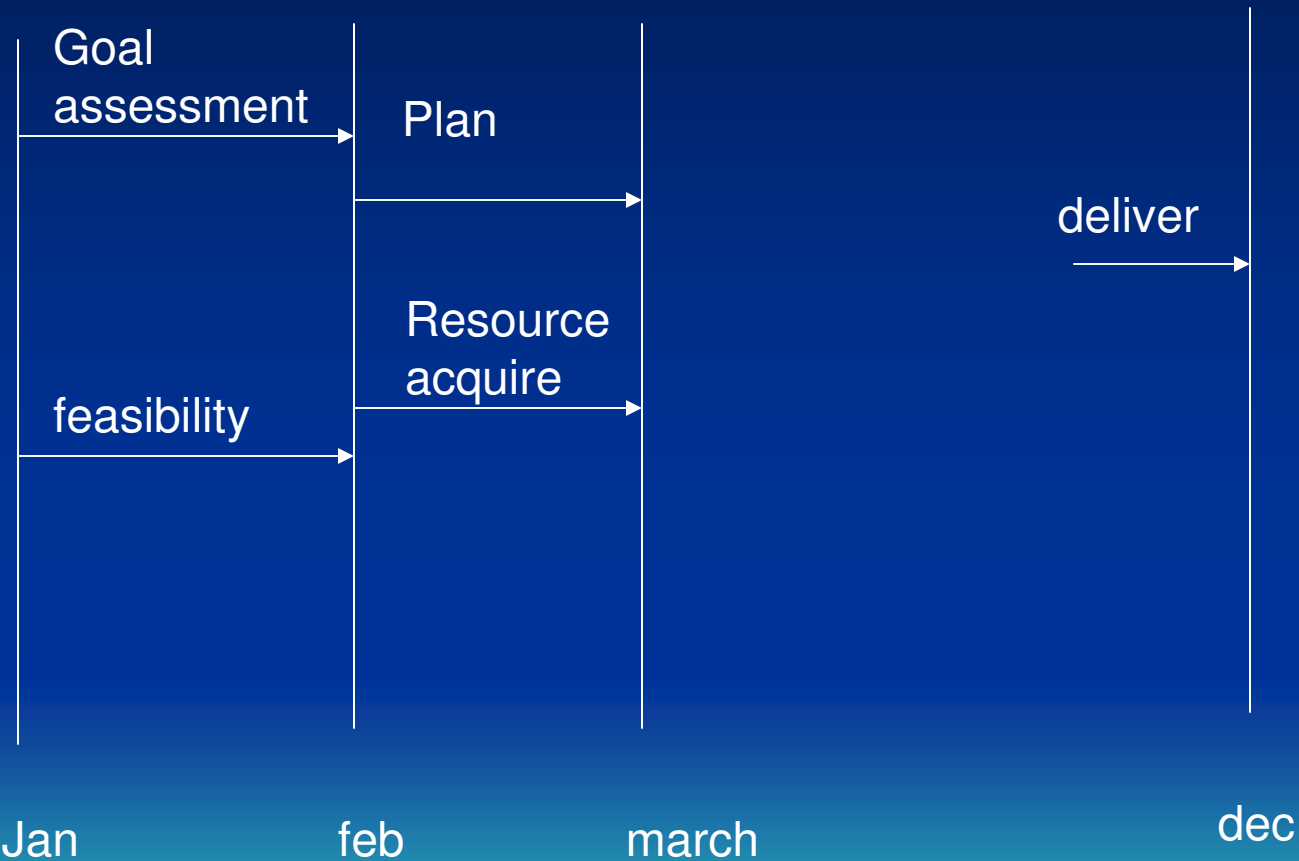 Goal
assessment
Plan
deliver
Resource
acquire
feasibility
Jan
feb
march
dec